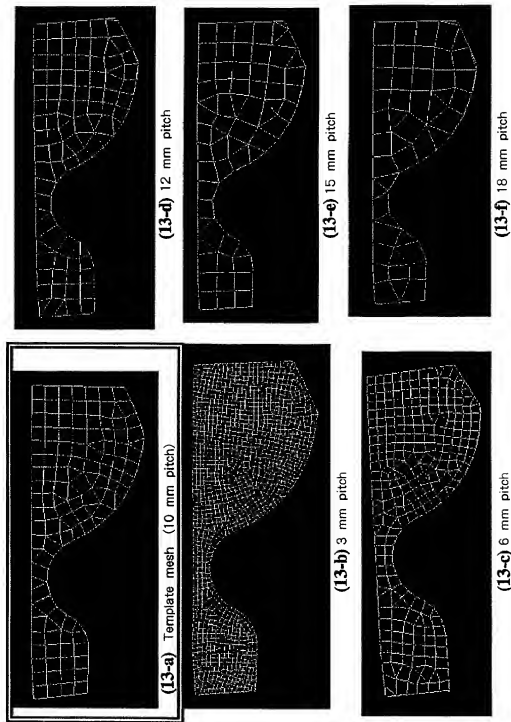 (13-a) Template mesh (10 mm pitch)
(13-b) 3 mm pitch
(13-c) 6 mm pitch
(13-d) 12 mm pitch
(13-e) 15 mm pitch
(13-f) 18 mm pitch